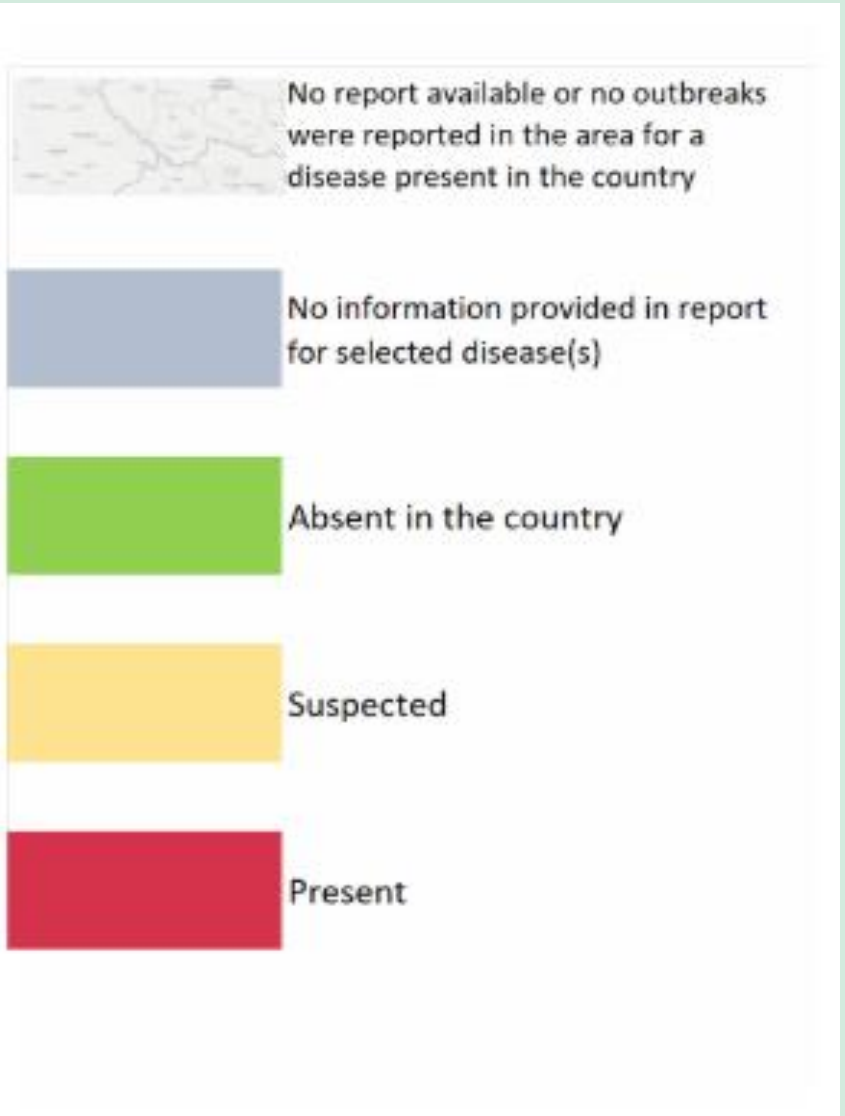 No report available or no outbreaks
were reported in the area for a
disease present in the country
No information provided in report
for selected disease(s)
Absent in the country
Suspected
Present